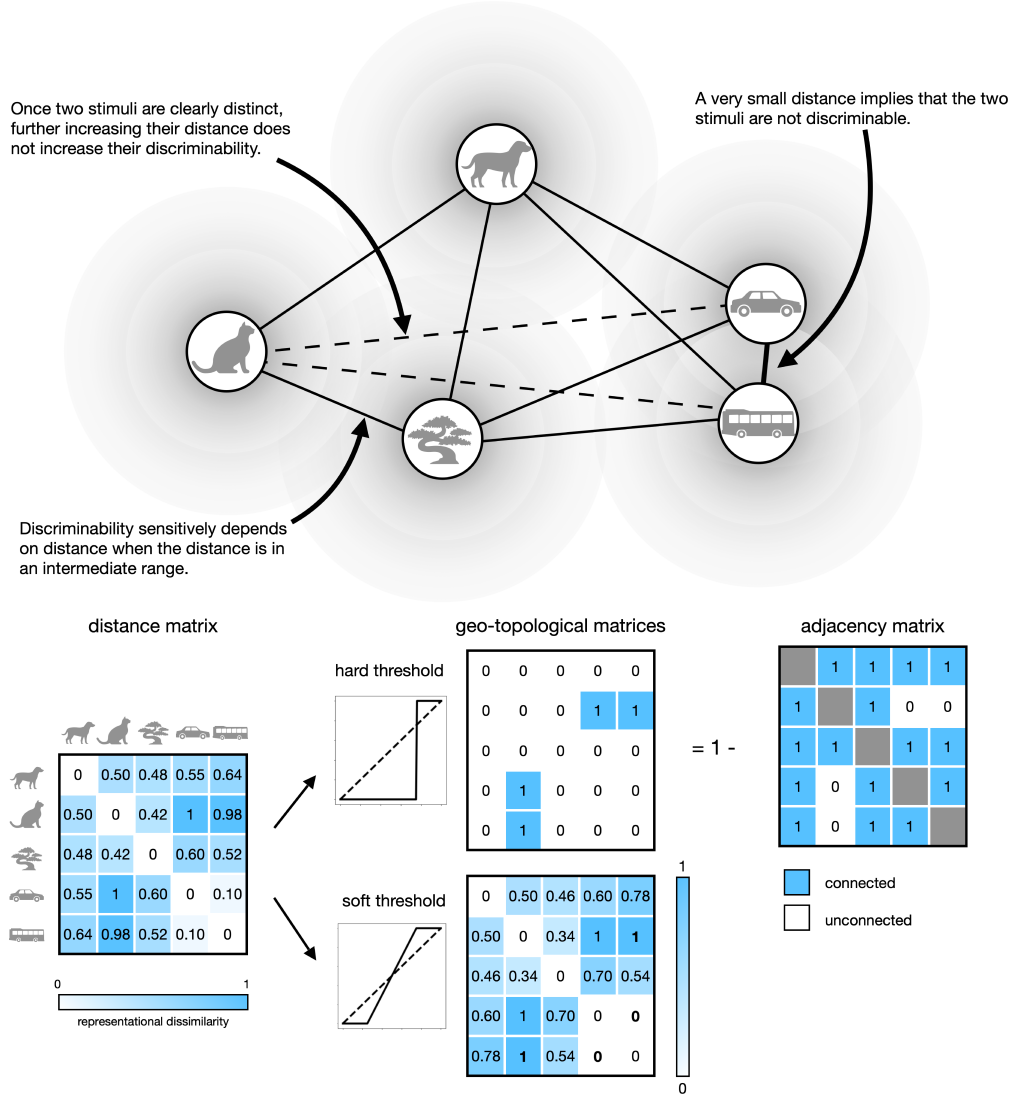 Once two stimuli are clearly distinct,
further increasing their distance does
not increase their discriminability.
A very small distance implies that the two
stimuli are not discriminable.
Discriminability sensitively depends
on distance when the distance is in
an intermediate range.
distance matrix
0 0.50 0.48 0.55 0.64
0.50 0 0.42 1 0.98
0.48 0.42 0 0.60 0.52
0.55 1 0.60 0 0.10
0.64 0.98 0.52 0.10 0
0 1
representational dissimilarity
geo-topological matrices
hard threshold
0 0 0 0 0
0 0 0 1 1
0 0 0 0 0
0 1 0 0 0
0 1 0 0 0
soft threshold
0 0.50 0.46 0.60 0.78
0.50 0 0.34 1 1
0.46 0.34 0 0.70 0.54
0.60 1 0.70 0 0
0.78 1 0.54 0 0
1
0
= 1 -
adjacency matrix
1 1 1 1
1 1 0 0
1 1 1 1
1 0 1 1
1 0 1 1
connected
unconnected